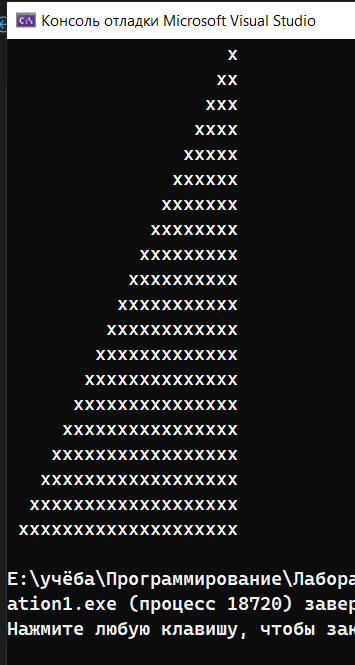 C:\ Консоль отладки Microsoft Visual Studio
                   x
                  xx
                 xxx
                xxxx
               xxxxx
              xxxxxx
             xxxxxxx
            xxxxxxxx
           xxxxxxxxx
          xxxxxxxxxx
         xxxxxxxxxxx
        xxxxxxxxxxxx
       xxxxxxxxxxxxx
      xxxxxxxxxxxxxx
     xxxxxxxxxxxxxxx
    xxxxxxxxxxxxxxxx
   xxxxxxxxxxxxxxxxx
  xxxxxxxxxxxxxxxxxx
 xxxxxxxxxxxxxxxxxxx
xxxxxxxxxxxxxxxxxxxx
E:\учёба\Программирование\Лабора
ation1.exe (процесс 18720) завер
Нажмите любую клавишу, чтобы зак